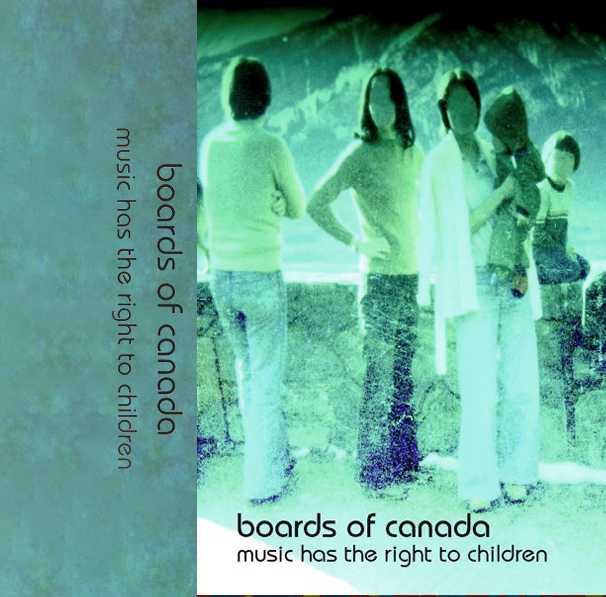 boards of canada
music has the right to children
boards of canada
music has the right to children